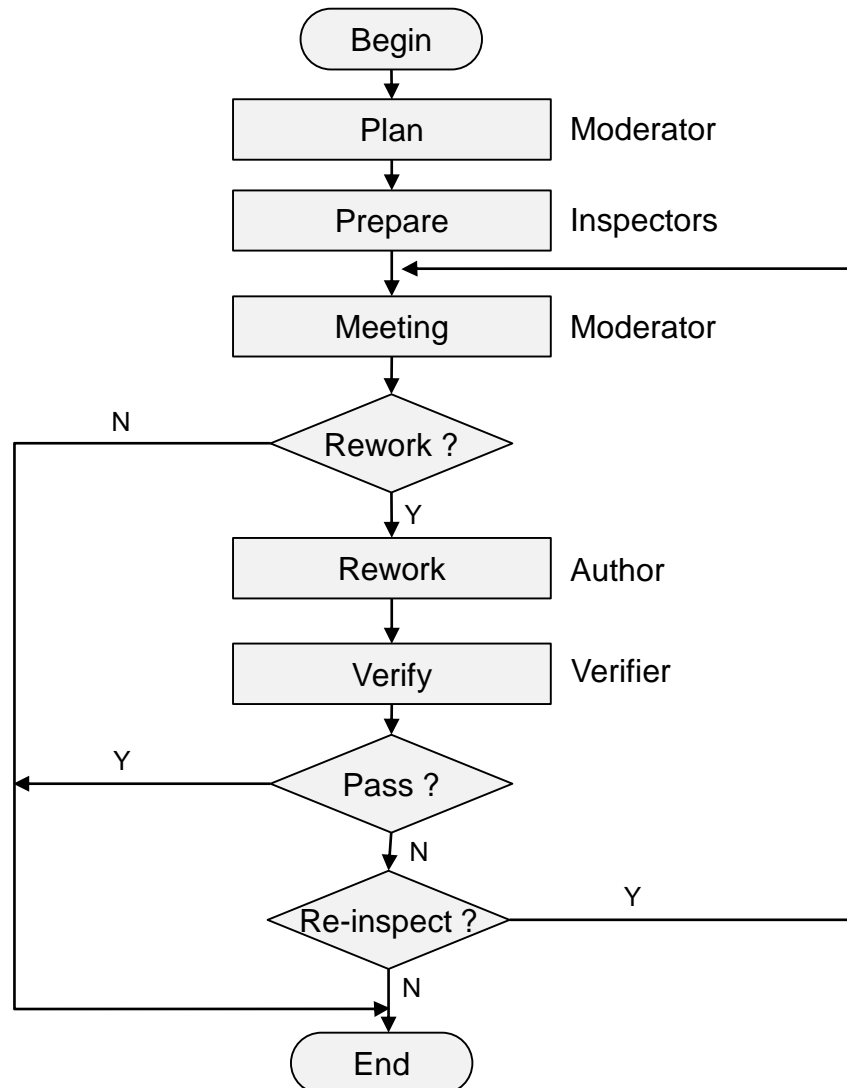 Begin
Plan Moderator
Prepare Inspectors
Meeting Moderator
N
Rework ?
Y
Rework Author
Verify Verifier
Y
Pass ?
N
Re-inspect ? Y
N
End